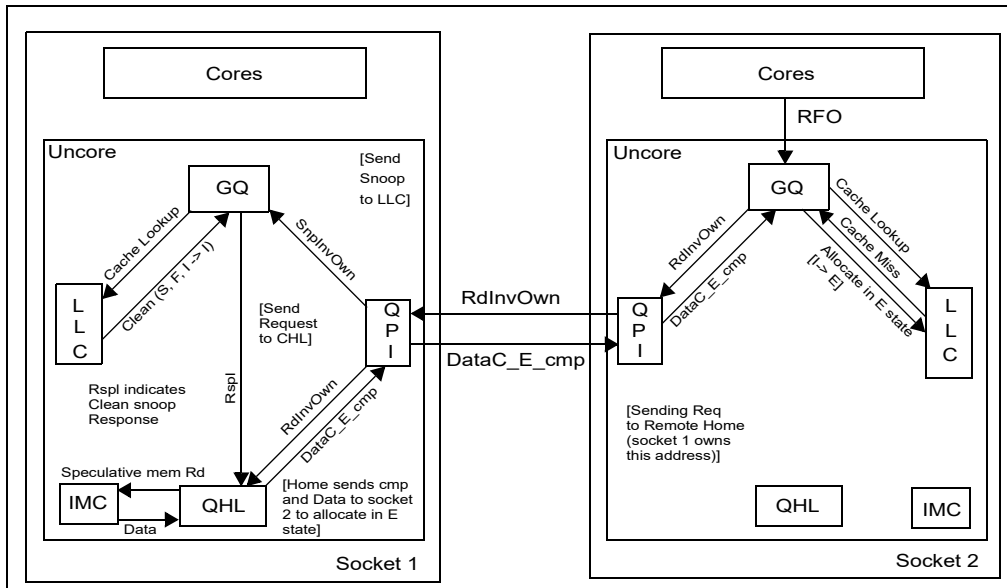 Cores
Uncore
[Send
Snoop
to LLC]
GQ
Cache Lookup
Clean (S, F, I -> I)
SnpInvOwn
L
L
C
[Send
Request
to CHL]
Q
P
I
RspI indicates
Clean snoop
Response
RspI
RdInvOwn
DataC_E_cmp
Speculative mem Rd
IMC
Data
QHL
[Home sends cmp
and Data to socket
2 to allocate in E
state]
Socket 1
RdInvOwn
DataC_E_cmp
Cores
RFO
Uncore
GQ
RdInvOwn
DataC_E_cmp
Cache Lookup
Cache Miss
Allocate in E state
[I-> E]
Q
P
I
L
L
C
[Sending Req
to Remote Home
(socket 1 owns
this address)]
QHL
IMC
Socket 2